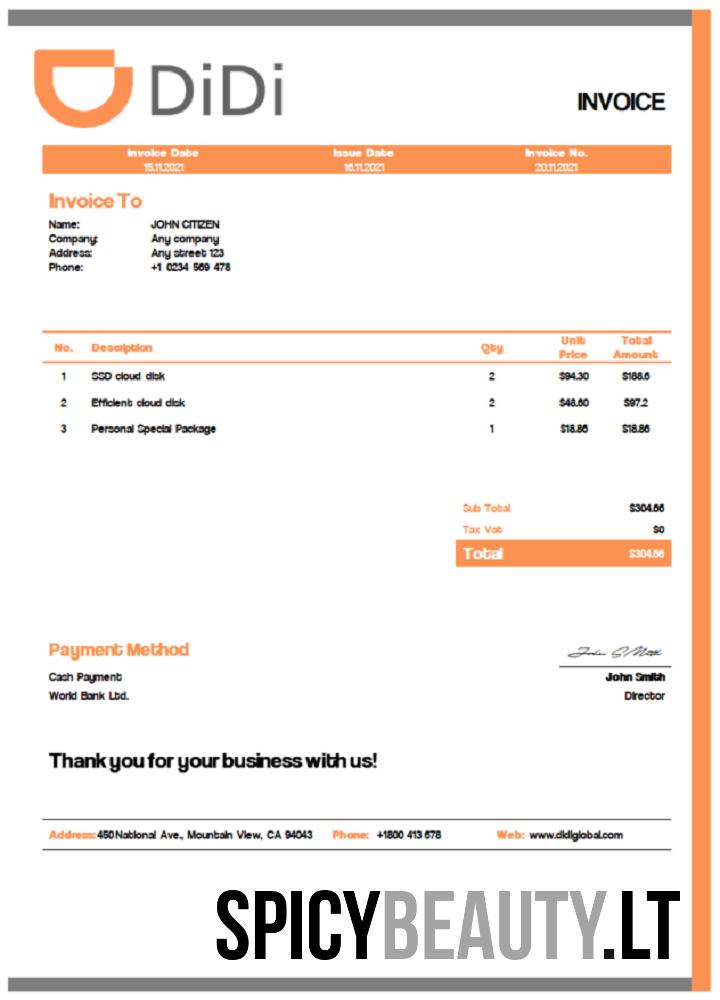 DiDi
INVOICE
Invoice Date Issue Date Invoice No.
15.11.2021 16.11.2021 20.11.2021
Invoice To
Name: JOHN CITIZEN
Company: Any company
Address: Any street 123
Phone: +1 0234 569 478
No. Description Qty Unit Price Total Amount
1 SSD cloud disk 2 $94.30 $188.6
2 Efficient cloud disk 2 $48.60 $97.2
3 Personal Special Package 1 $18.86 $18.86
Sub Total $304.66
Tax Vat $0
Total $304.66
Payment Method
John Smith
Cash Payment John Smith
World Bank Ltd. Director
Thank you for your business with us!
Address: 450 National Ave., Mountain View, CA 94043 Phone: +1800 413 678 Web: www.didiglobal.com
SPICYBEAUTY.LT